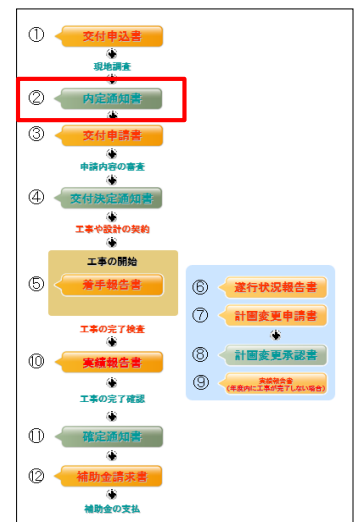 ① 交付申込書
現地調査
② 内定通知書
③ 交付申請書
申請内容の審査
④ 交付決定通知書
工事や設計の契約
工事の開始
⑤ 着手報告書
工事の完了検査
⑩ 実績報告書
工事の完了確認
⑪ 確定通知書
⑫ 補助金請求書
補助金の支払
⑥ 遂行状況報告書
⑦ 計画変更申請書
⑧ 計画変更承認書
⑨ 実績報告書
(年度内に工事が完了しない場合)